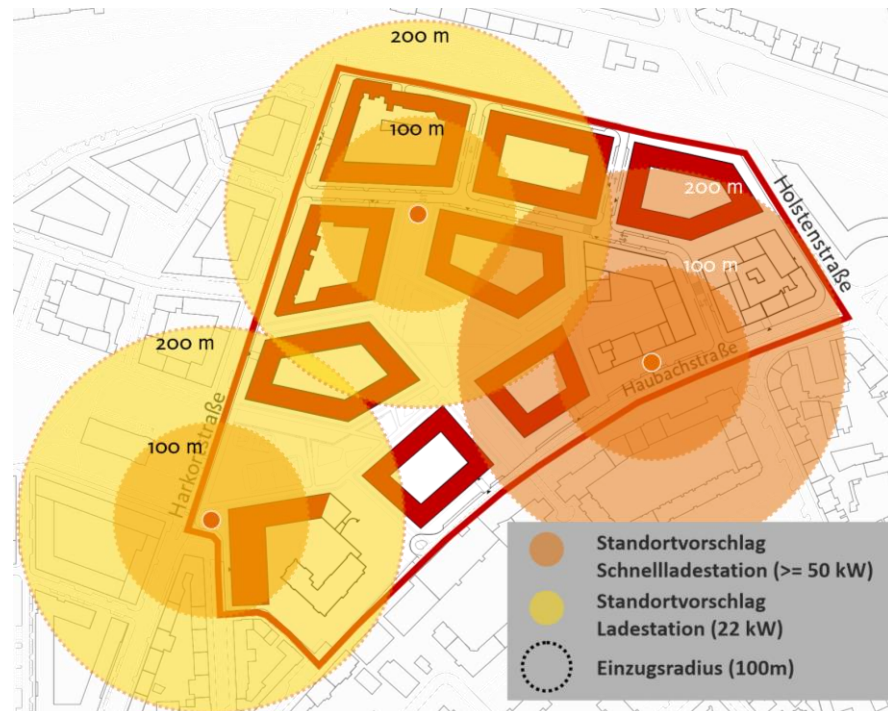 200 m
100 m
200 m
100 m
Holstenstraße
200 m
100 m
Haubachstraße
Harkortstraße
Standortvorschlag
Schnellladestation (>= 50 kW)
Standortvorschlag
Ladestation (22 kW)
Einzugsradius (100m)